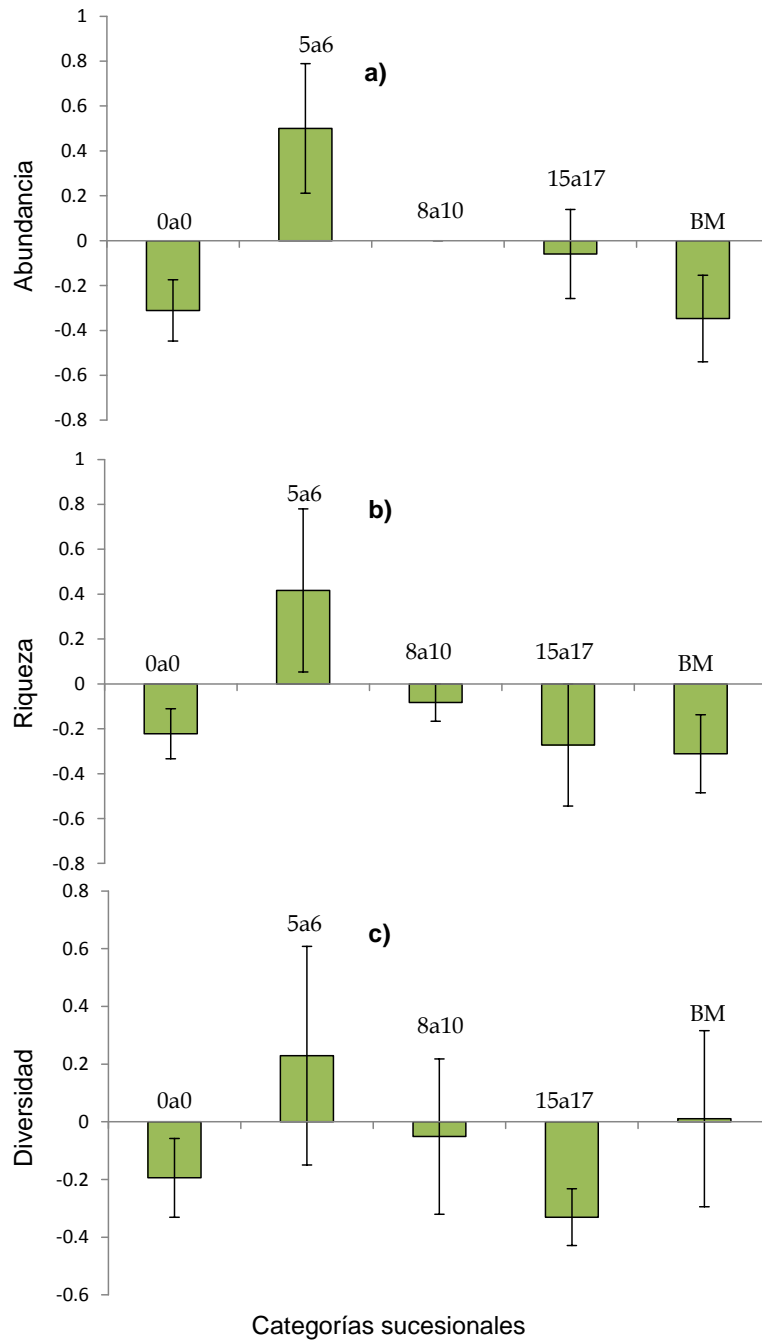 1
0.8
0.6
0.4
0.2
0
-0.2
-0.4
-0.6
-0.8
Abundancia
a)
0a0
5a6
8a10
15a17
BM
1
0.8
0.6
0.4
0.2
0
-0.2
-0.4
-0.6
-0.8
Riqueza
b)
0a0
5a6
8a10
15a17
BM
0.8
0.6
0.4
0.2
0
-0.2
-0.4
-0.6
Diversidad
c)
0a0
5a6
8a10
15a17
BM
Categorías sucesionales